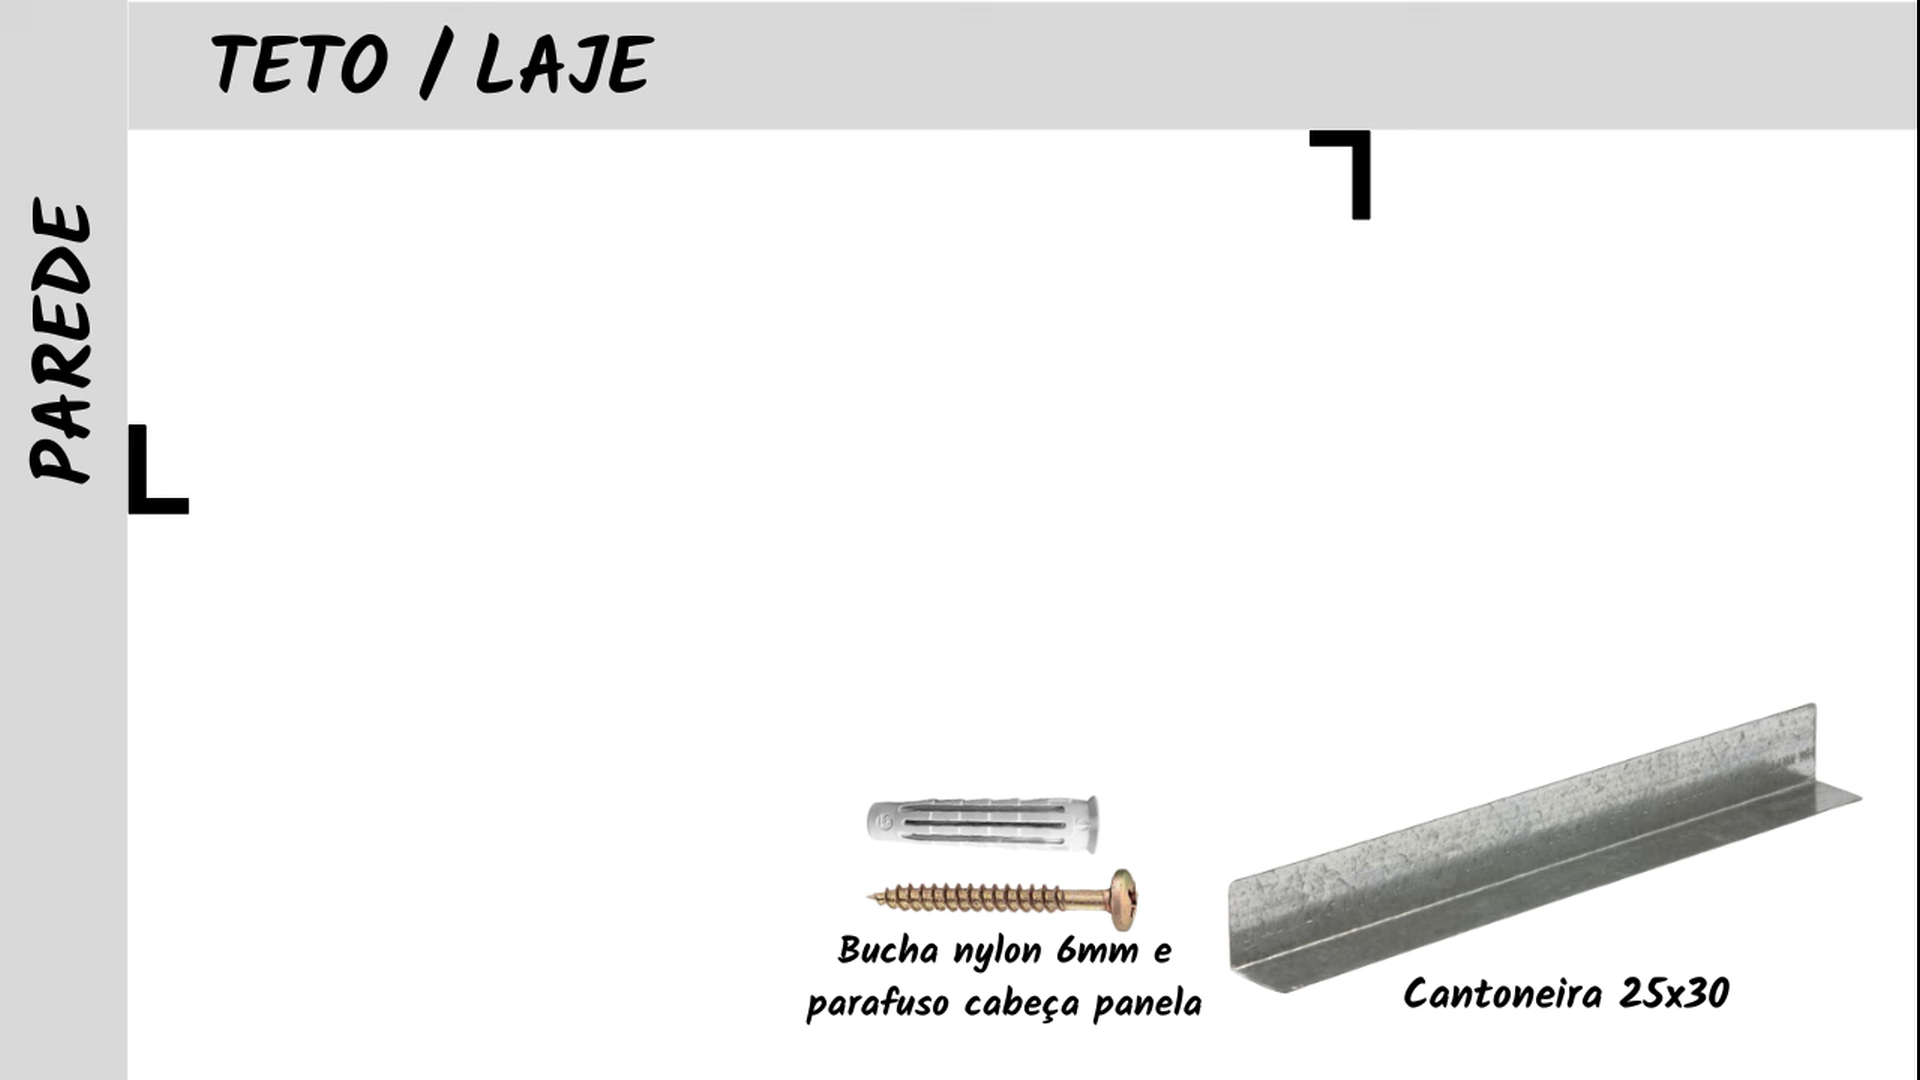 TETO / LAJE
PAREDE
Bucha nylon 6mm e
parafuso cabeça panela
Cantoneira 25x30